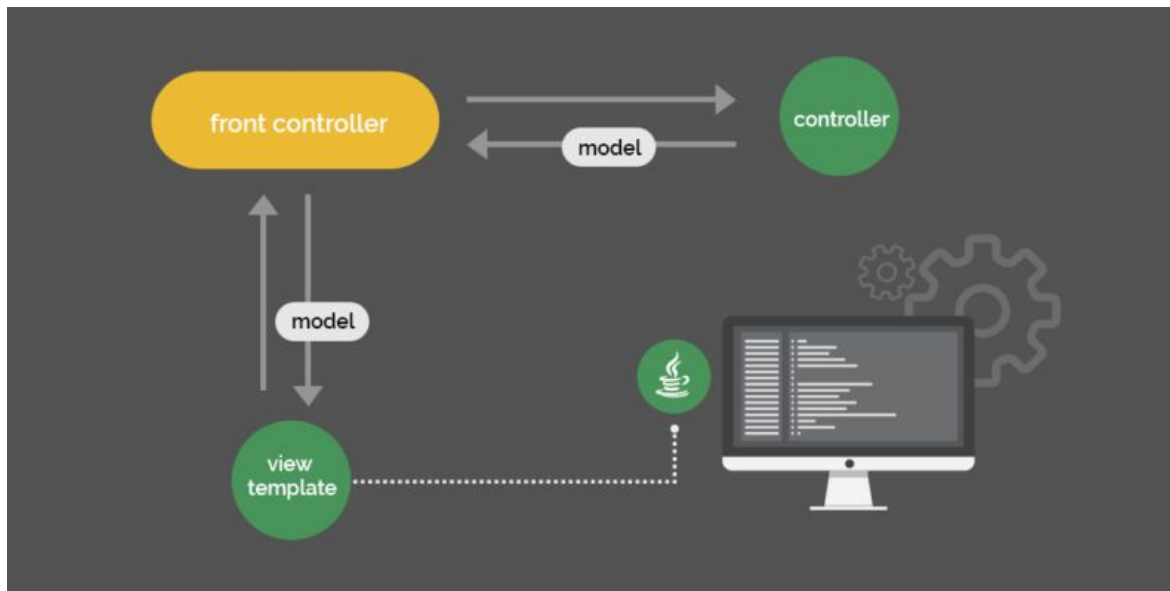 front controller
controller
model
model
view
template